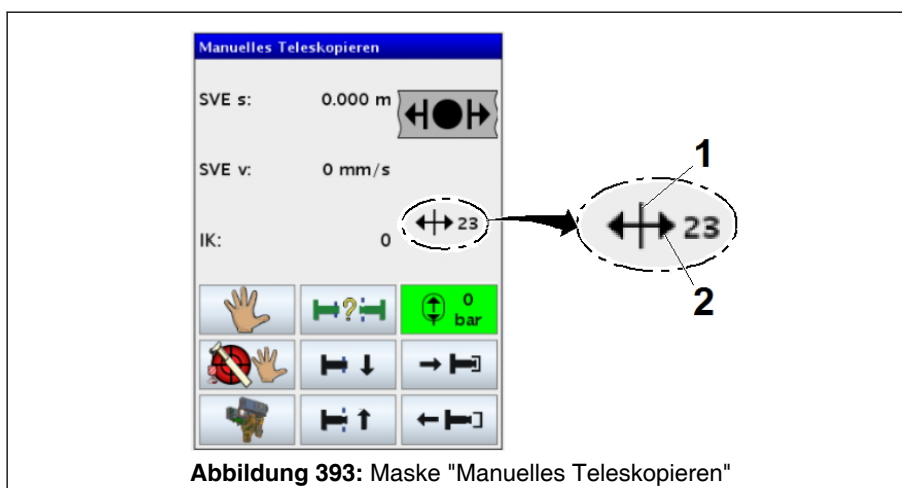 Manuelles Teleskopieren
SVE s: 0.000 m
SVE v: 0 mm/s
23
IK: 0
0
bar
1
23
2
Abbildung 393: Maske "Manuelles Teleskopieren"